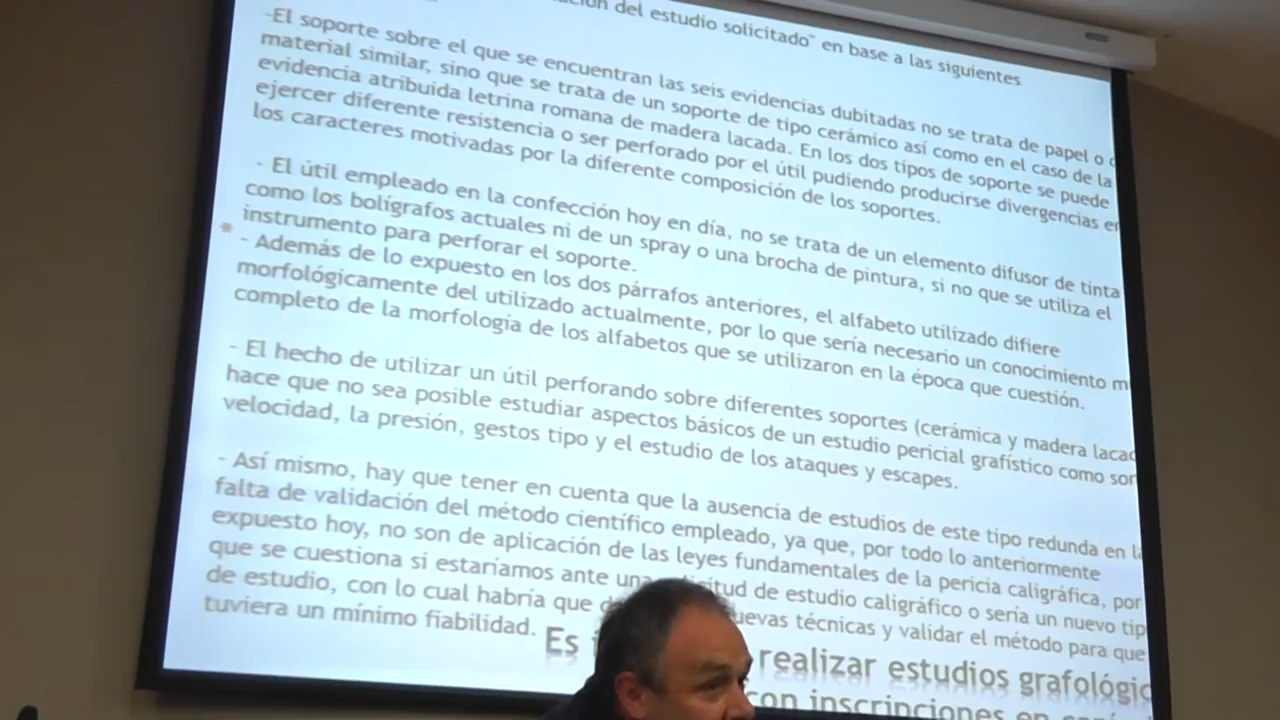 del estudio solicitado" en base a las siguientes
-El soporte sobre el que se encuentran las seis evidencias dubitadas no se trata de papel o
material similar, sino que se trata de un soporte de tipo cerámico así como en el caso de la
evidencia atribuida letrina romana de madera lacada. En los dos tipos de soporte se puede
ejercer diferente resistencia o ser perforado por el útil pudiendo producirse divergencias en
los caracteres motivadas por la diferente composición de los soportes.
- El útil empleado en la confección hoy en día, no se trata de un elemento difusor de tinta
como los bolígrafos actuales ni de un spray o una brocha de pintura, si no que se utiliza el
instrumento para perforar el soporte.
- Además de lo expuesto en los dos párrafos anteriores, el alfabeto utilizado difiere
morfológicamente del utilizado actualmente, por lo que sería necesario un conocimiento m
completo de la morfología de los alfabetos que se utilizaron en la época que cuestión.
- El hecho de utilizar un útil perforando sobre diferentes soportes (cerámica y madera lacad
hace que no sea posible estudiar aspectos básicos de un estudio pericial grafístico como son
velocidad, la presión, gestos tipo y el estudio de los ataques y escapes.
- Así mismo, hay que tener en cuenta que la ausencia de estudios de este tipo redunda en la
falta de validación del método científico empleado, ya que, por todo lo anteriormente
expuesto hoy, no son de aplicación de las leyes fundamentales de la pericia caligráfica, por
que se cuestiona si estaríamos ante una itud de estudio caligráfico o sería un nuevo tip
de estudio, con lo cual habría que uevas técnicas y validar el método para que
tuviera un mínimo fiabilidad.
Es realizar estudios grafológic
con inscripciones en